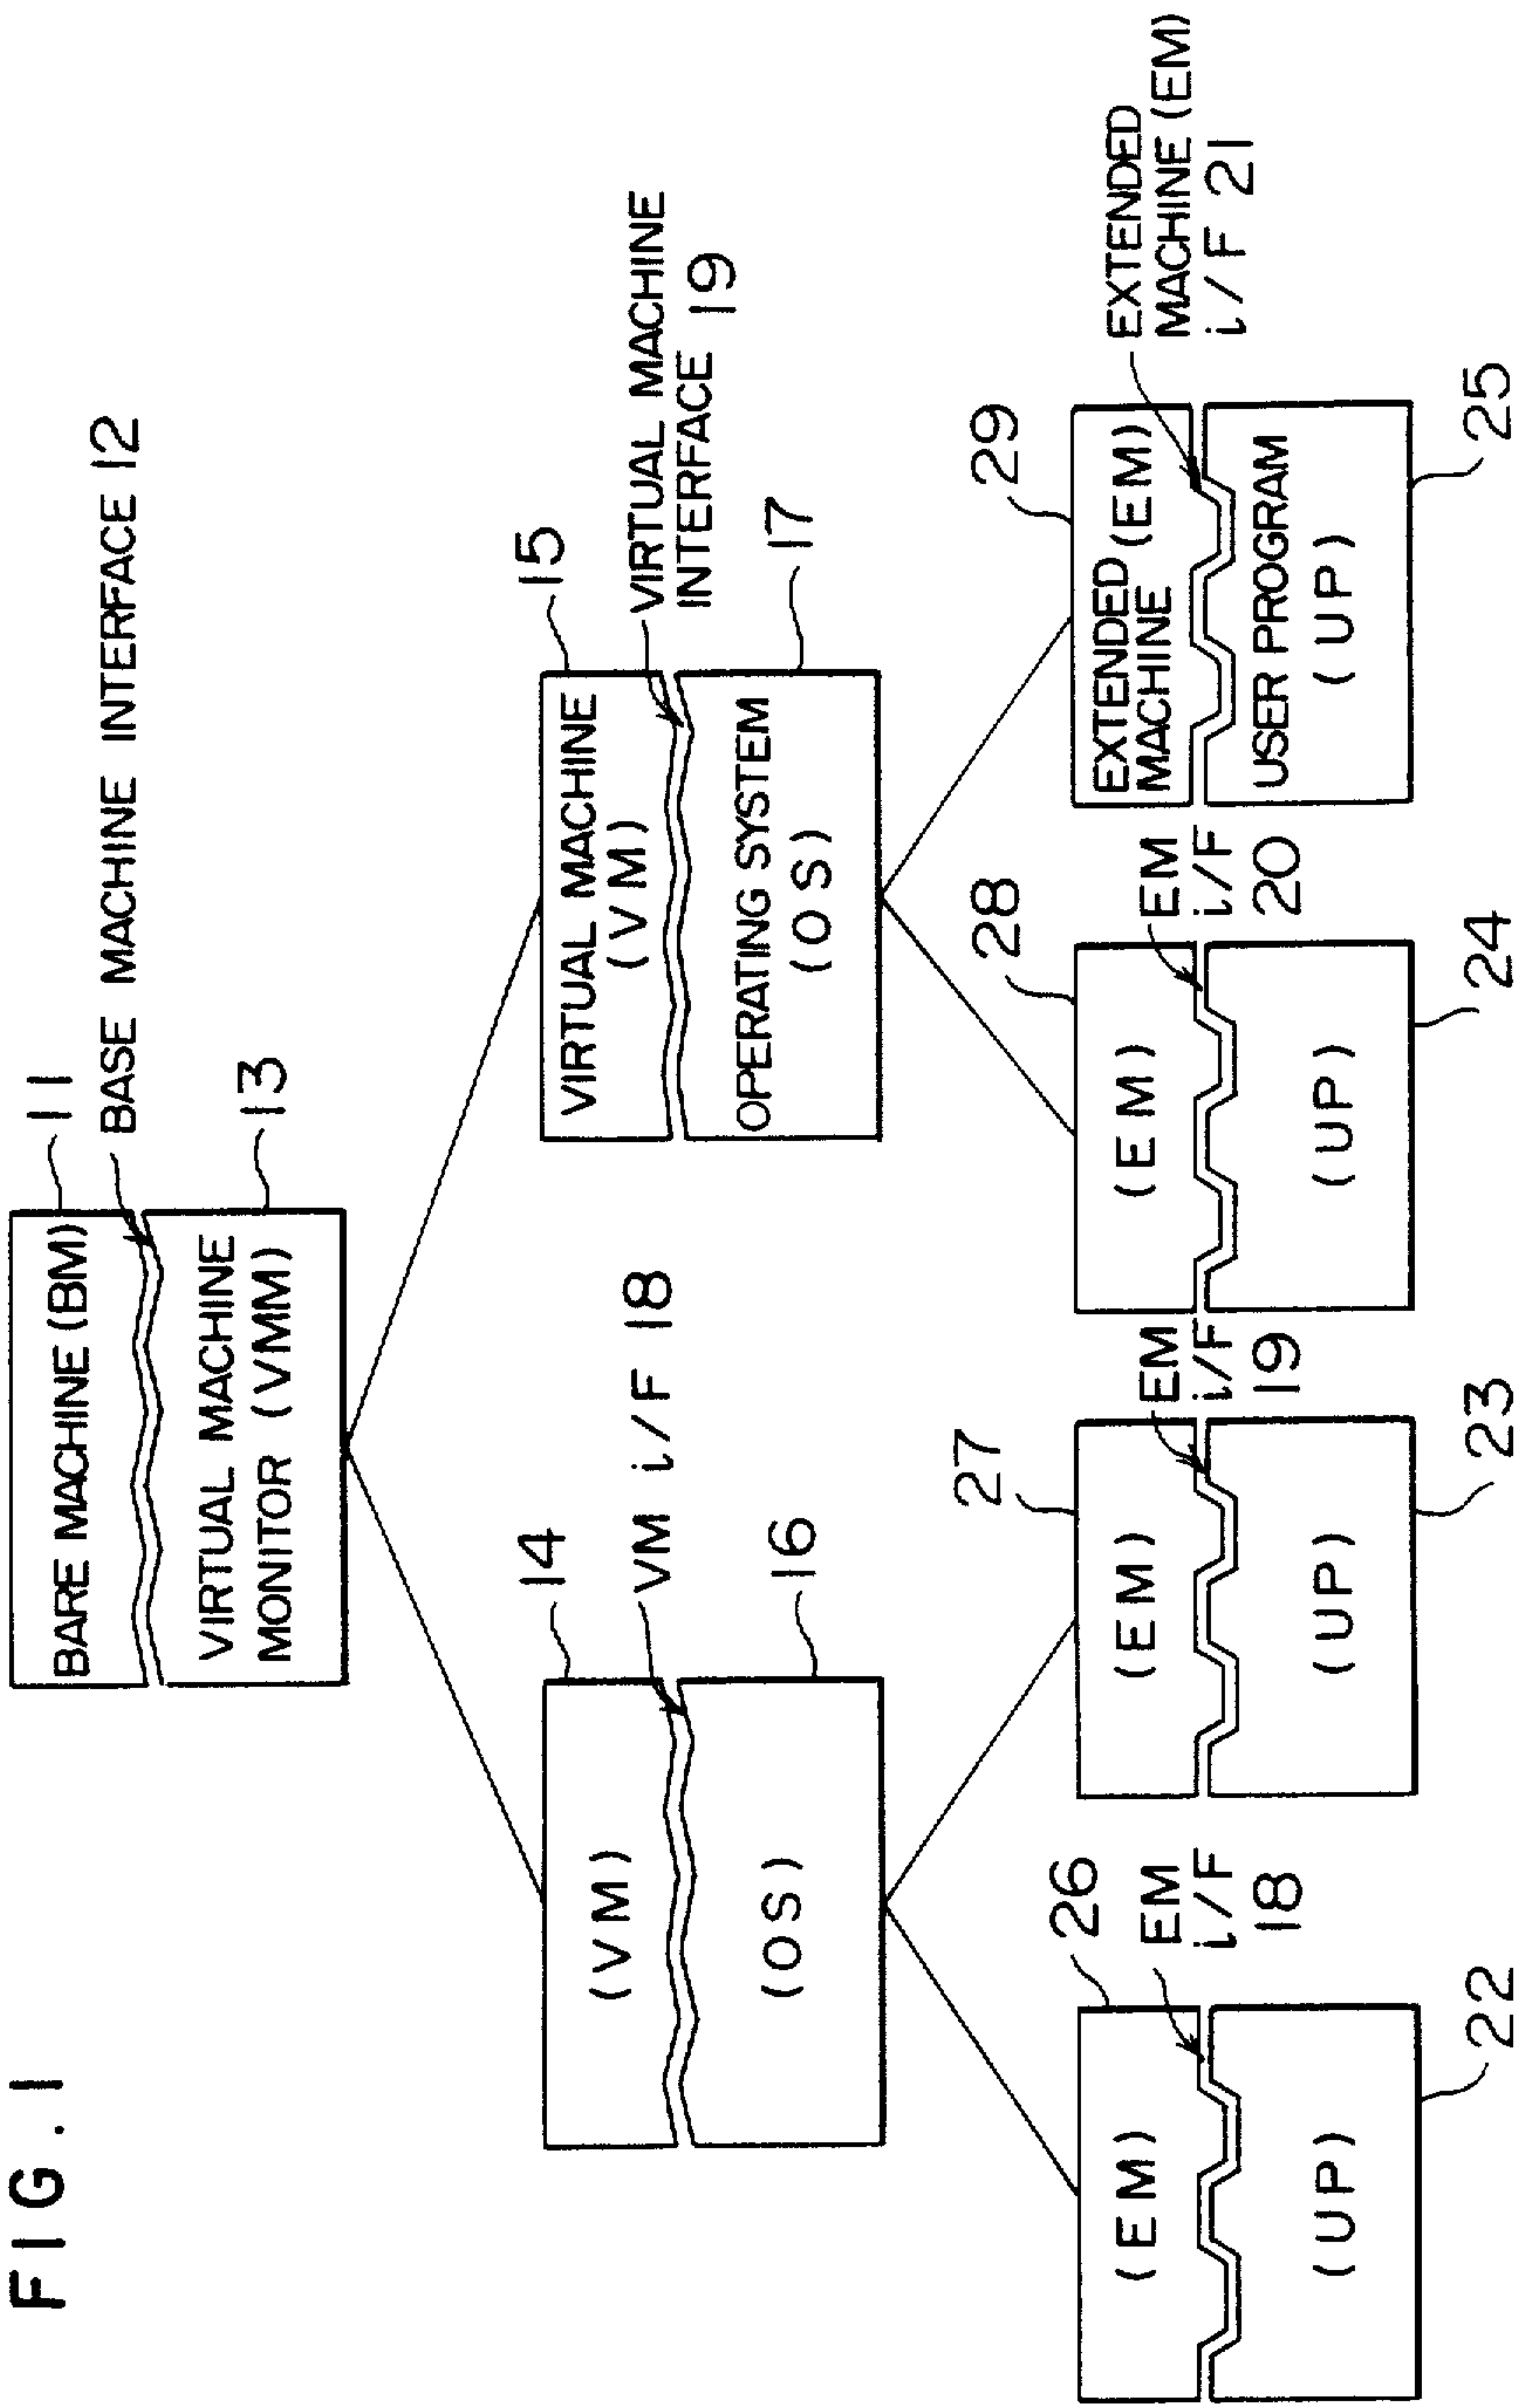 FIG.1
BARE MACHINE (BM)
11
BASE MACHINE INTERFACE 12
VIRTUAL MACHINE
MONITOR (VMM)
13
(VM)
14
VM i/F 18
(OS)
16
VIRTUAL MACHINE
(VM)
15
VIRTUAL MACHINE
INTERFACE 19
OPERATING SYSTEM
(OS)
17
(EM)
26
EM
i/F
18
(UP)
22
(EM)
27
EM
i/F
19
(UP)
23
(EM)
28
EM
i/F
20
(UP)
24
EXTENDED
MACHINE (EM)
29
EXTENDED
MACHINE (EM)
i/F 21
USER PROGRAM
(UP)
25